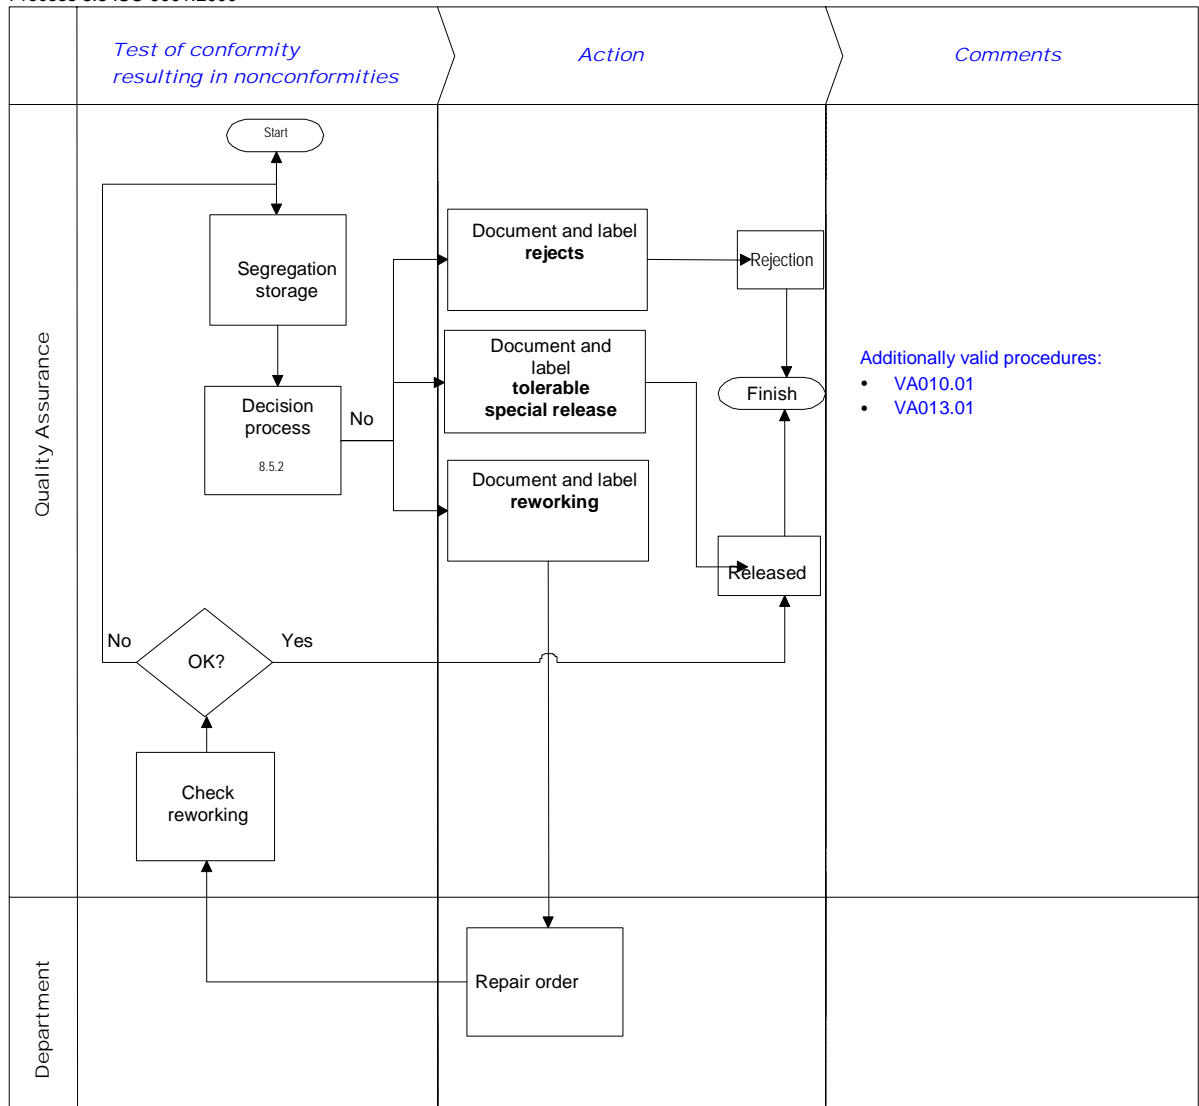 Test of conformity
resulting in nonconformities
Action
Comments
Quality Assurance
Start
Segregation
storage
Decision
process
8.5.2
No
Document and label
rejects
Document and
label
tolerable
special release
Document and label
reworking
Rejection
Finish
Released
Additionally valid procedures:
• VA010.01
• VA013.01
No
OK?
Yes
Check
reworking
Department
Repair order